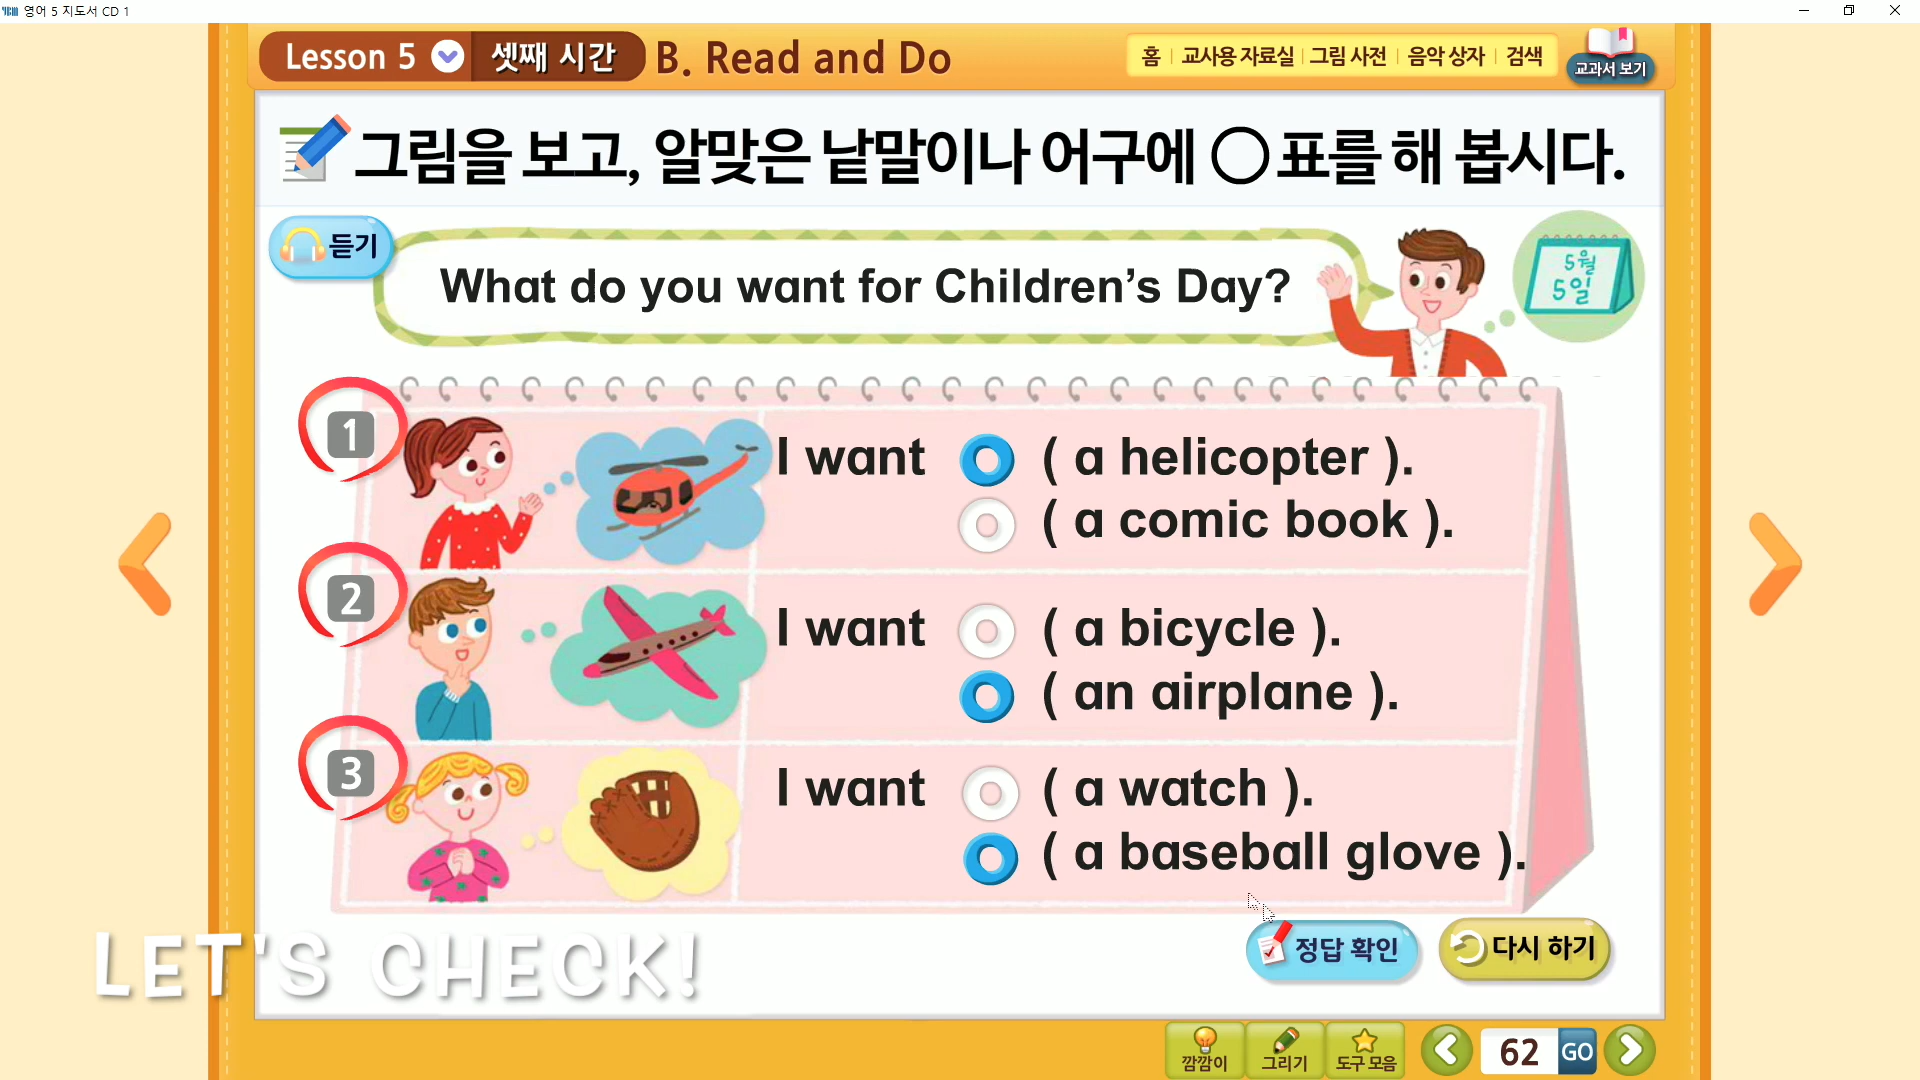 YBM 영어 5 지도서 CD 1
Lesson 5 셋째 시간 B. Read and Do
홈 교사용 자료실 그림 사전 음악 상자 검색
교과서 보기
그림을 보고, 알맞은 낱말이나 어구에 ○표를 해 봅시다.
듣기
What do you want for Children’s Day?
5월
5일
1
I want ( a helicopter ).
( a comic book ).
2
I want ( a bicycle ).
( an airplane ).
3
I want ( a watch ).
( a baseball glove ).
LET'S CHECK!
정답 확인
다시 하기
깜깜이 그리기 도구 모음 62 GO